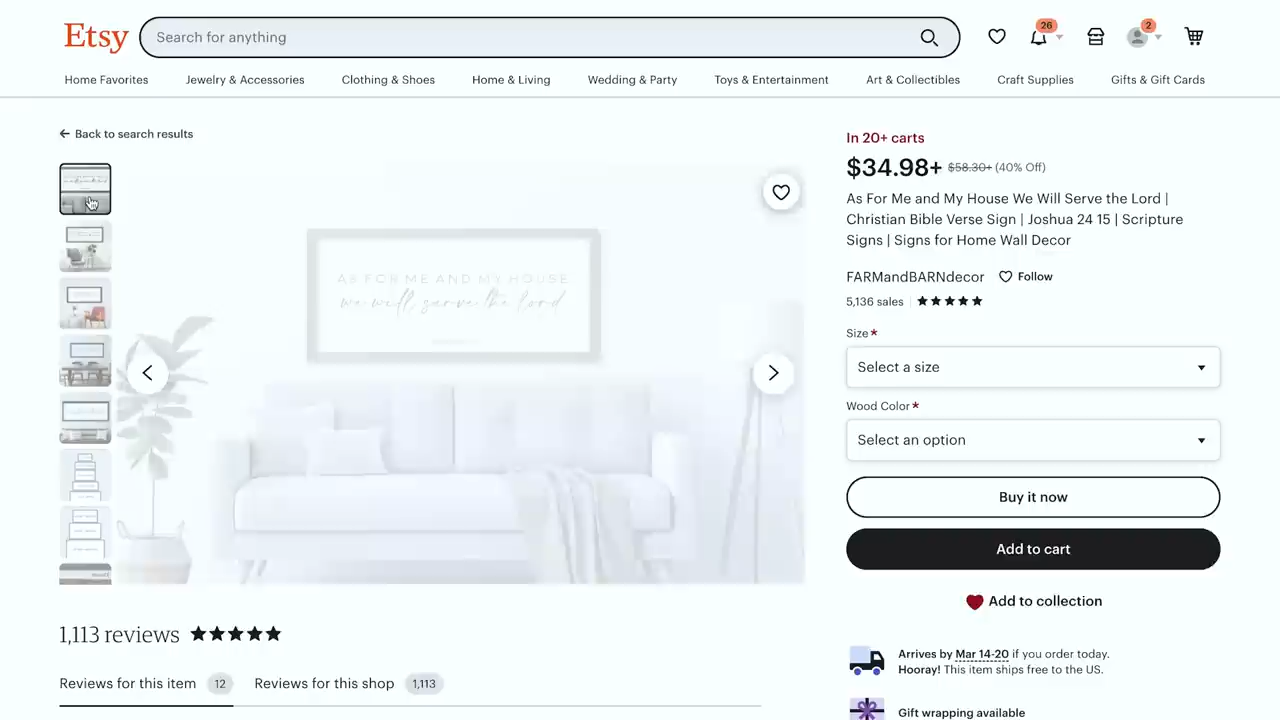 Etsy
Search for anything
26
2
Home Favorites
Jewelry & Accessories
Clothing & Shoes
Home & Living
Wedding & Party
Toys & Entertainment
Art & Collectibles
Craft Supplies
Gifts & Gift Cards
Back to search results
AS FOR ME AND MY HOUSE
we will serve the lord
In 20+ carts
$34.98+ $58.30+ (40% Off)
As For Me and My House We Will Serve the Lord |
Christian Bible Verse Sign | Joshua 24 15 | Scripture
Signs | Signs for Home Wall Decor
FARMandBARNdecor Follow
5,136 sales
Size*
Select a size
Wood Color*
Select an option
Buy it now
Add to cart
Add to collection
Arrives by Mar 14-20 if you order today.
Hooray! This item ships free to the US.
Gift wrapping available
1,113 reviews
Reviews for this item 12
Reviews for this shop 1,113